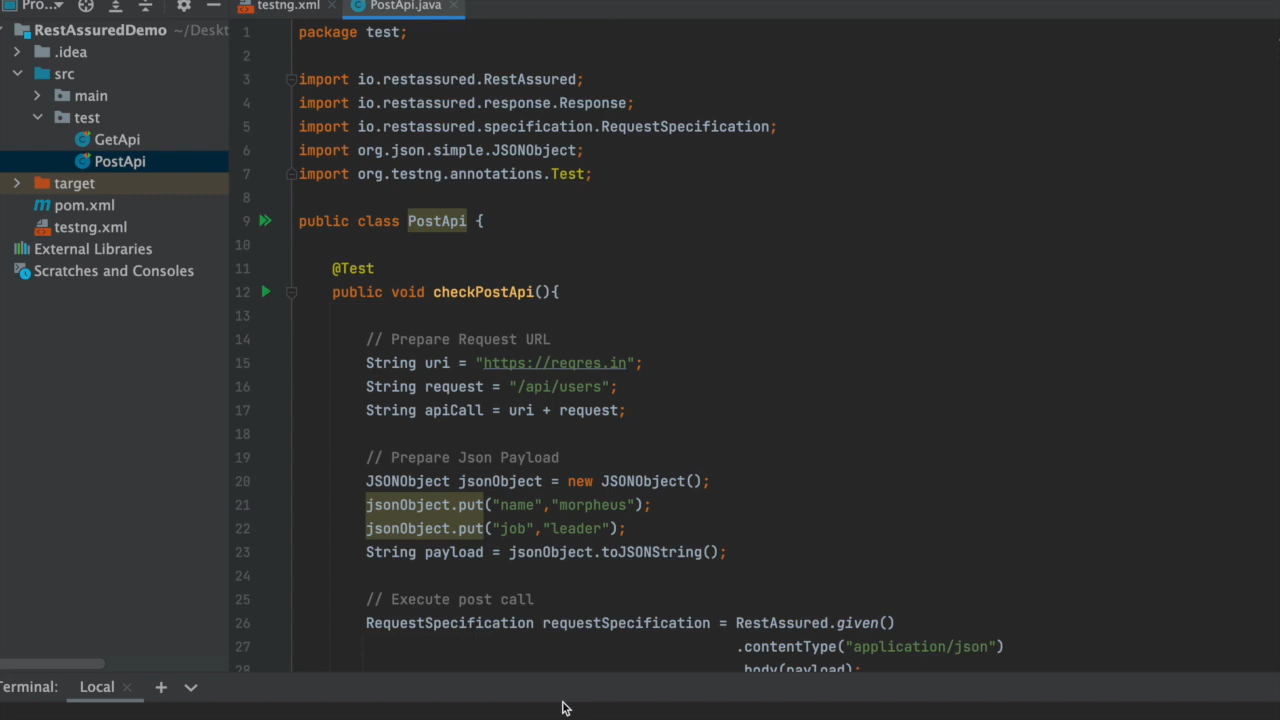 Pro...
testng.xml
PostApi.java
RestAssuredDemo ~/Deskt
.idea
src
main
test
GetApi
PostApi
target
pom.xml
testng.xml
External Libraries
Scratches and Consoles
1 package test;
2
3 import io.restassured.RestAssured;
4 import io.restassured.response.Response;
5 import io.restassured.specification.RequestSpecification;
6 import org.json.simple.JSONObject;
7 import org.testng.annotations.Test;
8
9 public class PostApi {
10
11 @Test
12 public void checkPostApi(){
13
14 // Prepare Request URL
15 String uri = "https://reqres.in";
16 String request = "/api/users";
17 String apiCall = uri + request;
18
19 // Prepare Json Payload
20 JSONObject jsonObject = new JSONObject();
21 jsonObject.put("name","morpheus");
22 jsonObject.put("job","leader");
23 String payload = jsonObject.toJSONString();
24
25 // Execute post call
26 RequestSpecification requestSpecification = RestAssured.given()
27 .contentType("application/json")
28 .body(payload);
Terminal: Local